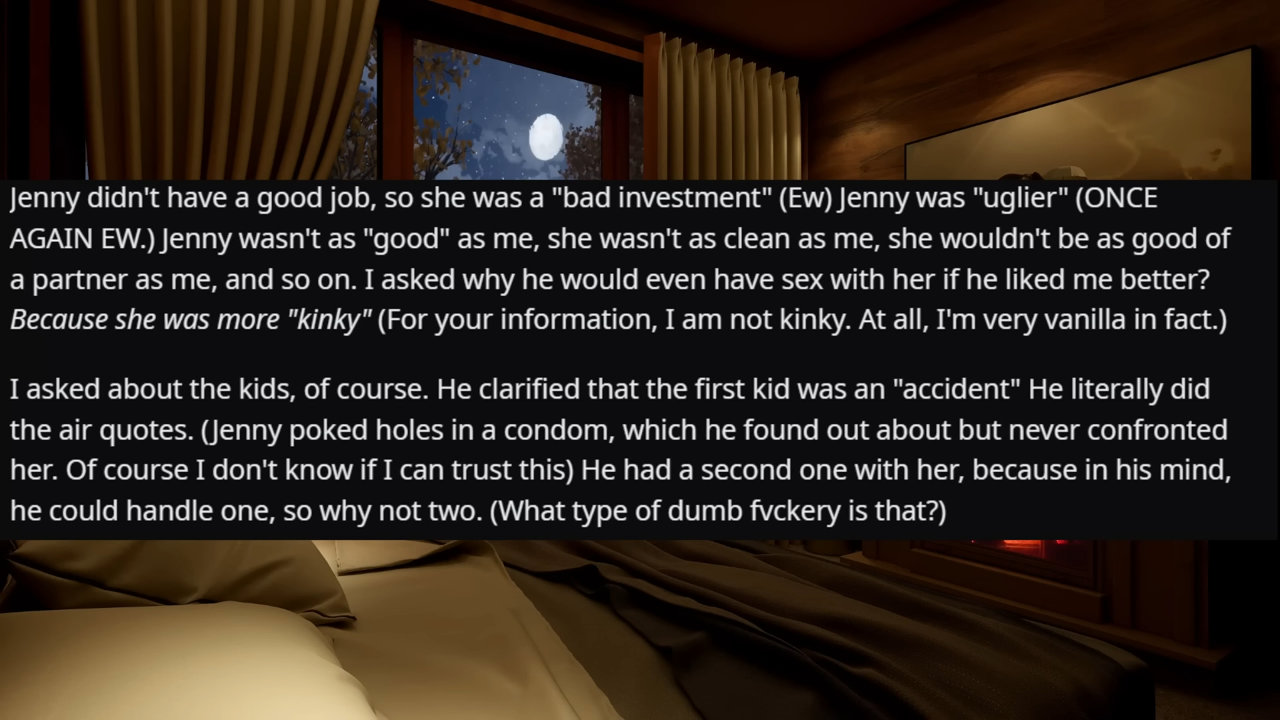 Jenny didn't have a good job, so she was a "bad investment" (Ew) Jenny was "uglier" (ONCE
AGAIN EW.) Jenny wasn't as "good" as me, she wasn't as clean as me, she wouldn't be as good of
a partner as me, and so on. I asked why he would even have sex with her if he liked me better?
Because she was more "kinky" (For your information, I am not kinky. At all, I'm very vanilla in fact.)
I asked about the kids, of course. He clarified that the first kid was an "accident" He literally did
the air quotes. (Jenny poked holes in a condom, which he found out about but never confronted
her. Of course I don't know if I can trust this) He had a second one with her, because in his mind,
he could handle one, so why not two. (What type of dumb fvckery is that?)